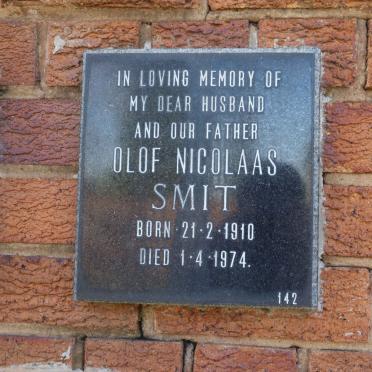 IN LOVING MEMORY OF
MY DEAR HUSBAND
AND OUR FATHER
OLOF NICOLAAS
SMIT
BORN·21·2·1910
DIED 1·4·1974.
142